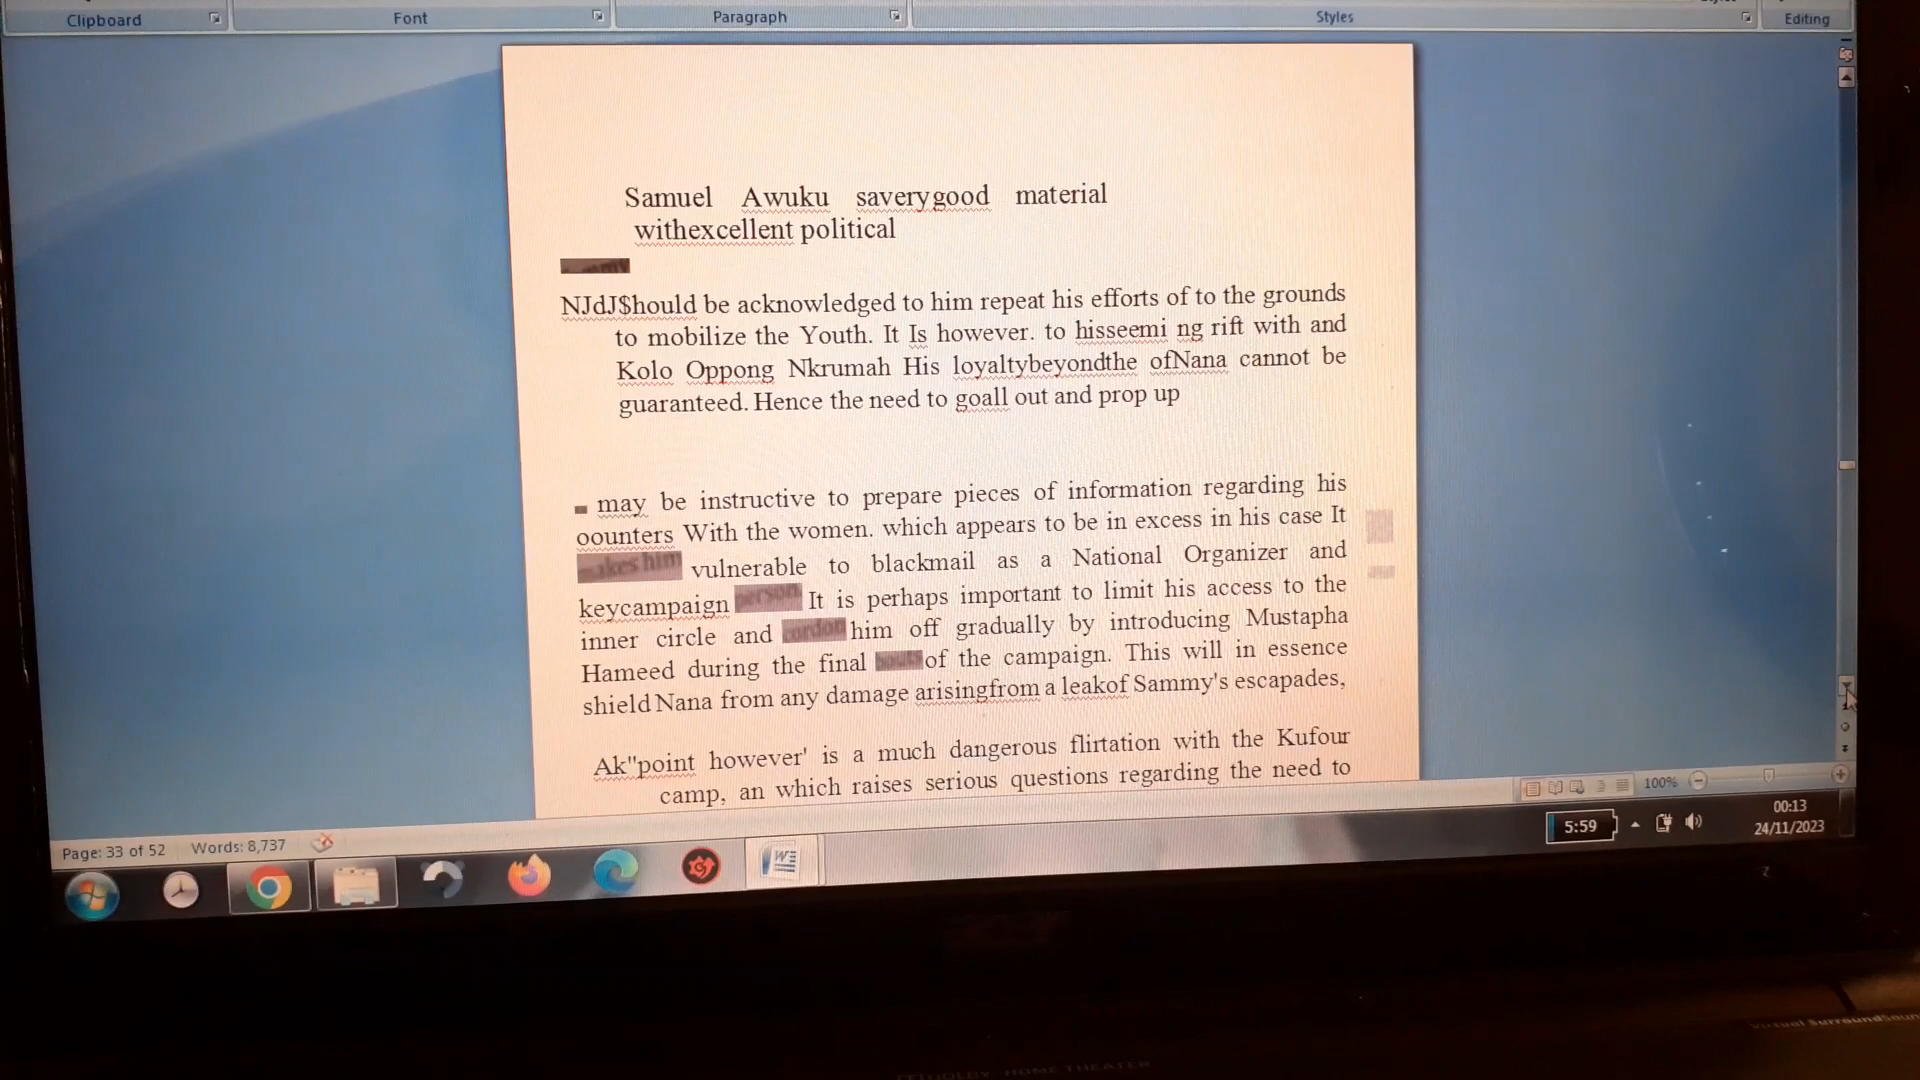 Clipboard
Font
Paragraph
Styles
Editing
Samuel Awuku saverygood material
withexcellent political
NJdJ$hould be acknowledged to him repeat his efforts of to the grounds
to mobilize the Youth. It Is however. to hisseemi ng rift with and
Kolo Oppong Nkrumah His loyaltybeyondthe ofNana cannot be
guaranteed. Hence the need to goall out and prop up
may be instructive to prepare pieces of information regarding his
oounters With the women. which appears to be in excess in his case It
makes him vulnerable to blackmail as a National Organizer and
keycampaign person It is perhaps important to limit his access to the
inner circle and cordon him off gradually by introducing Mustapha
Hameed during the final bouts of the campaign. This will in essence
shield Nana from any damage arisingfrom a leakof Sammy's escapades,
Ak"point however' is a much dangerous flirtation with the Kufour
camp, an which raises serious questions regarding the need to
100%
Page: 33 of 52 Words: 8,737
5:59
00:13
24/11/2023